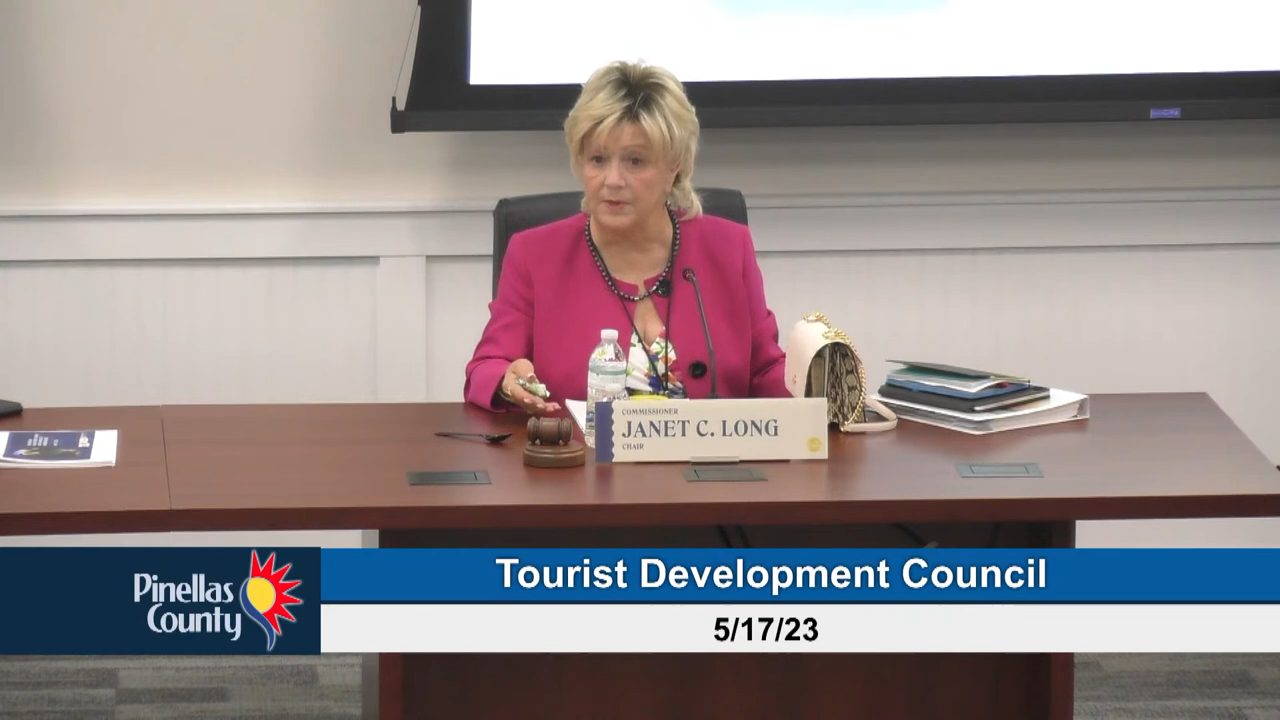 COMMISSIONER
JANET C. LONG
CHAIR
Pinellas
County
Tourist Development Council
5/17/23